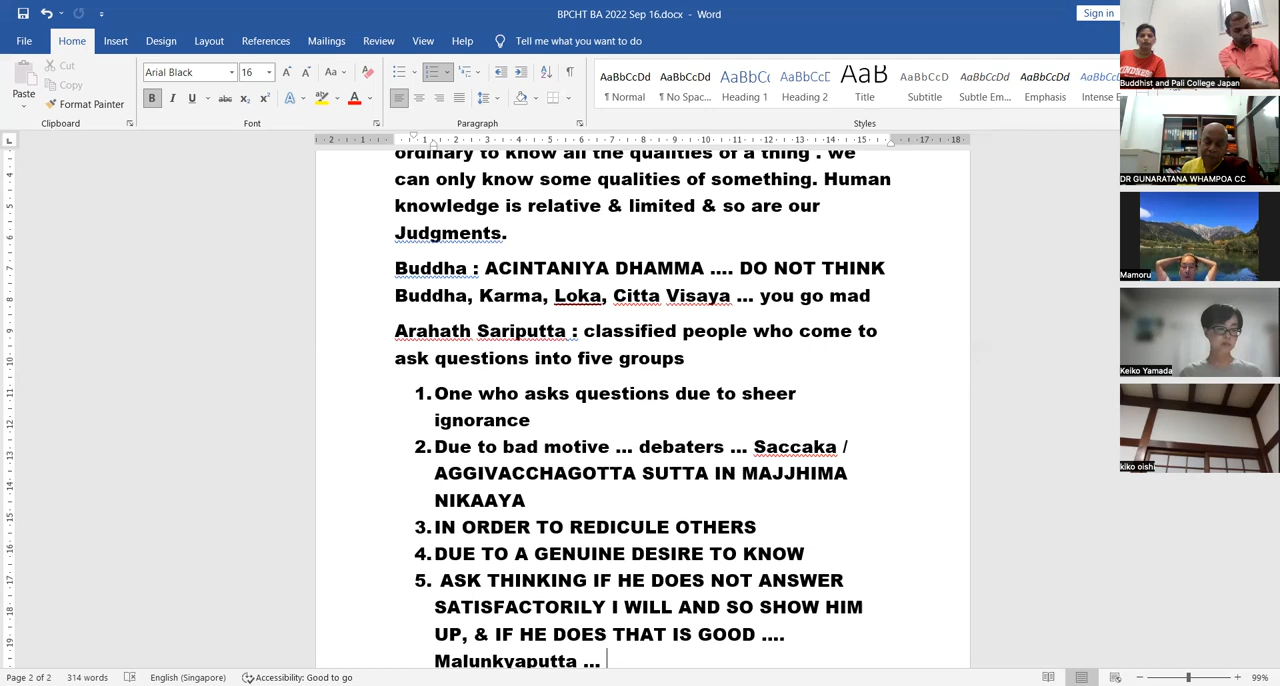 BPCHT BA 2022 Sep 16.docx - Word
Sign in
File Home Insert Design Layout References Mailings Review View Help Tell me what you want to do
Paste
Cut
Copy
Format Painter
Clipboard
Arial Black 16
Font
Paragraph
AaBbCcDd AaBbCcDd AaBbCc AaBbCcD AaB AaBbCcDd AaBbCcDd AaBbCcDd
¶ Normal ¶ No Spac... Heading 1 Heading 2 Title Subtitle Subtle Em... Emphasis Intense E
Styles
ordinary to know all the qualities of a thing . we
can only know some qualities of something. Human
knowledge is relative & limited & so are our
Judgments.
Buddha : ACINTANIYA DHAMMA .... DO NOT THINK
Buddha, Karma, Loka, Citta Visaya ... you go mad
Arahath Sariputta : classified people who come to
ask questions into five groups
1. One who asks questions due to sheer
ignorance
2. Due to bad motive ... debaters ... Saccaka /
AGGIVACCHAGOTTA SUTTA IN MAJJHIMA
NIKAAYA
3. IN ORDER TO REDICULE OTHERS
4. DUE TO A GENUINE DESIRE TO KNOW
5. ASK THINKING IF HE DOES NOT ANSWER
SATISFACTORILY I WILL AND SO SHOW HIM
UP, & IF HE DOES THAT IS GOOD ....
Malunkyaputta ...
Page 2 of 2 314 words English (Singapore) Accessibility: Good to go 99%
KINDNESS
Buddhist and Pali College Japan
DR GUNARATANA WHAMPOA CC
Mamoru
Keiko Yamada
kiko oishi